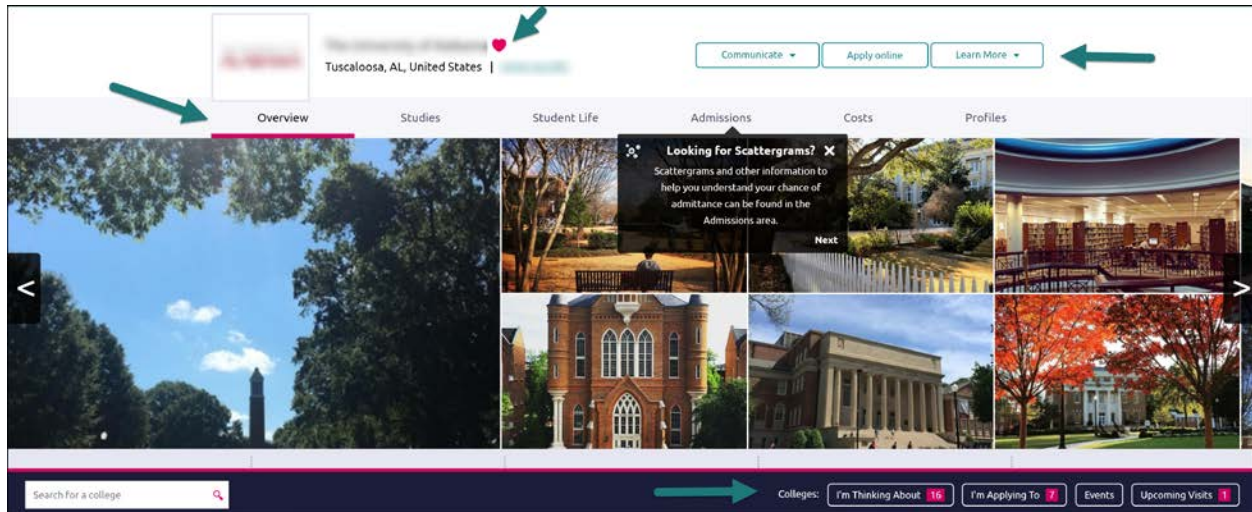 Tuscaloosa, AL, United States |
Communicate
Apply online
Learn More
Overview
Studies
Student Life
Admissions
Costs
Profiles
Looking for Scattergrams? X
Scattergrams and other information to
help you understand your chance of
admittance can be found in the
Admissions area.
Next
<
>
Search for a college
Colleges:
I'm Thinking About 16
I'm Applying To 7
Events
Upcoming Visits 1